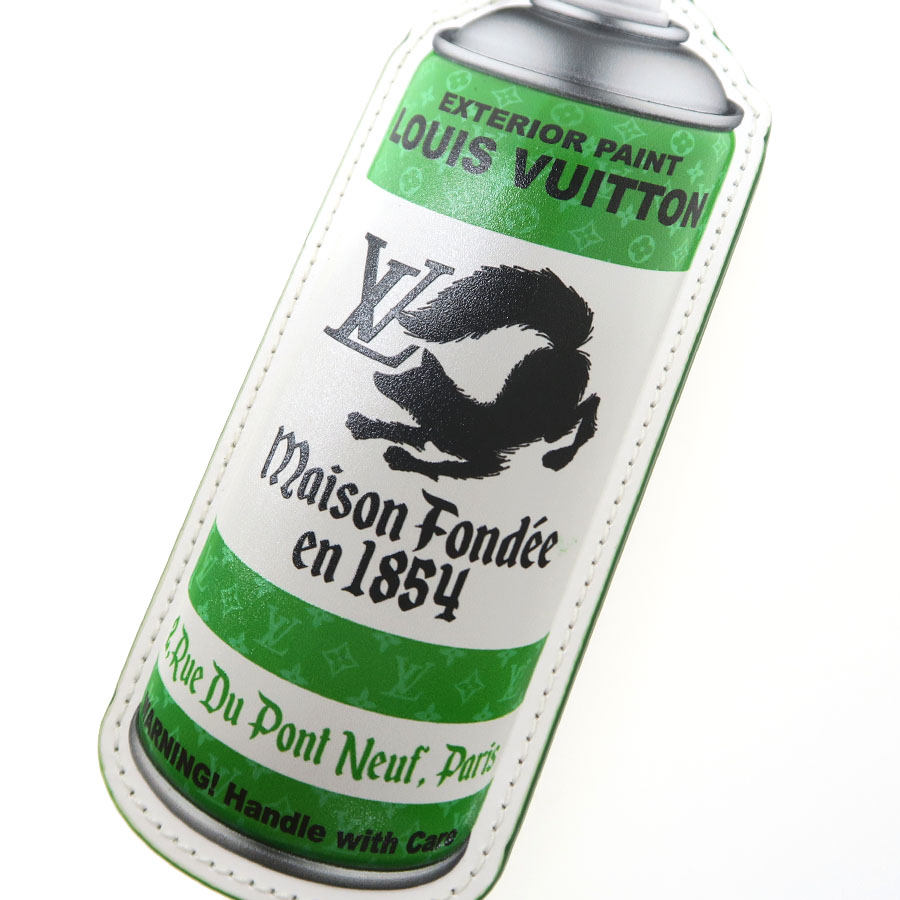 EXTERIOR PAINT
LOUIS VUITTON
LV
Maison Fondée
en 1854
2, Rue Du Pont Neuf, Paris
WARNING! Handle with Care